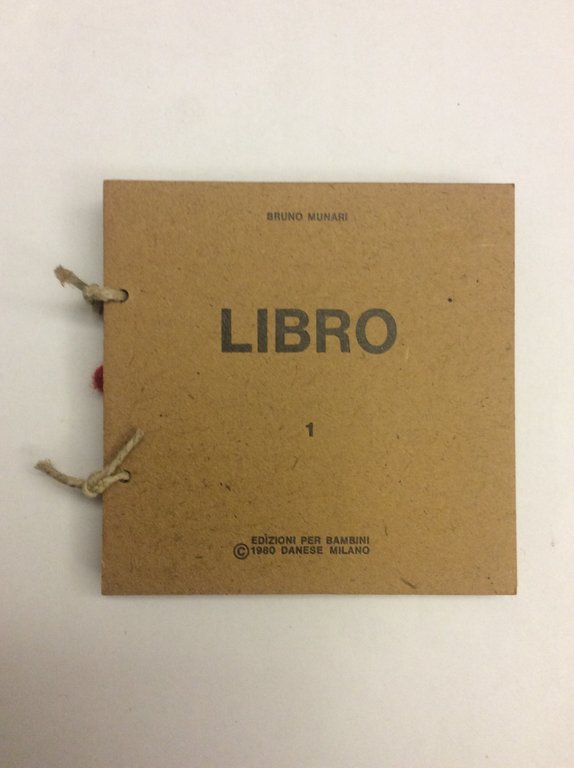 BRUNO MUNARI
LIBRO
1
EDIZIONI PER BAMBINI
© 1980 DANESE MILANO